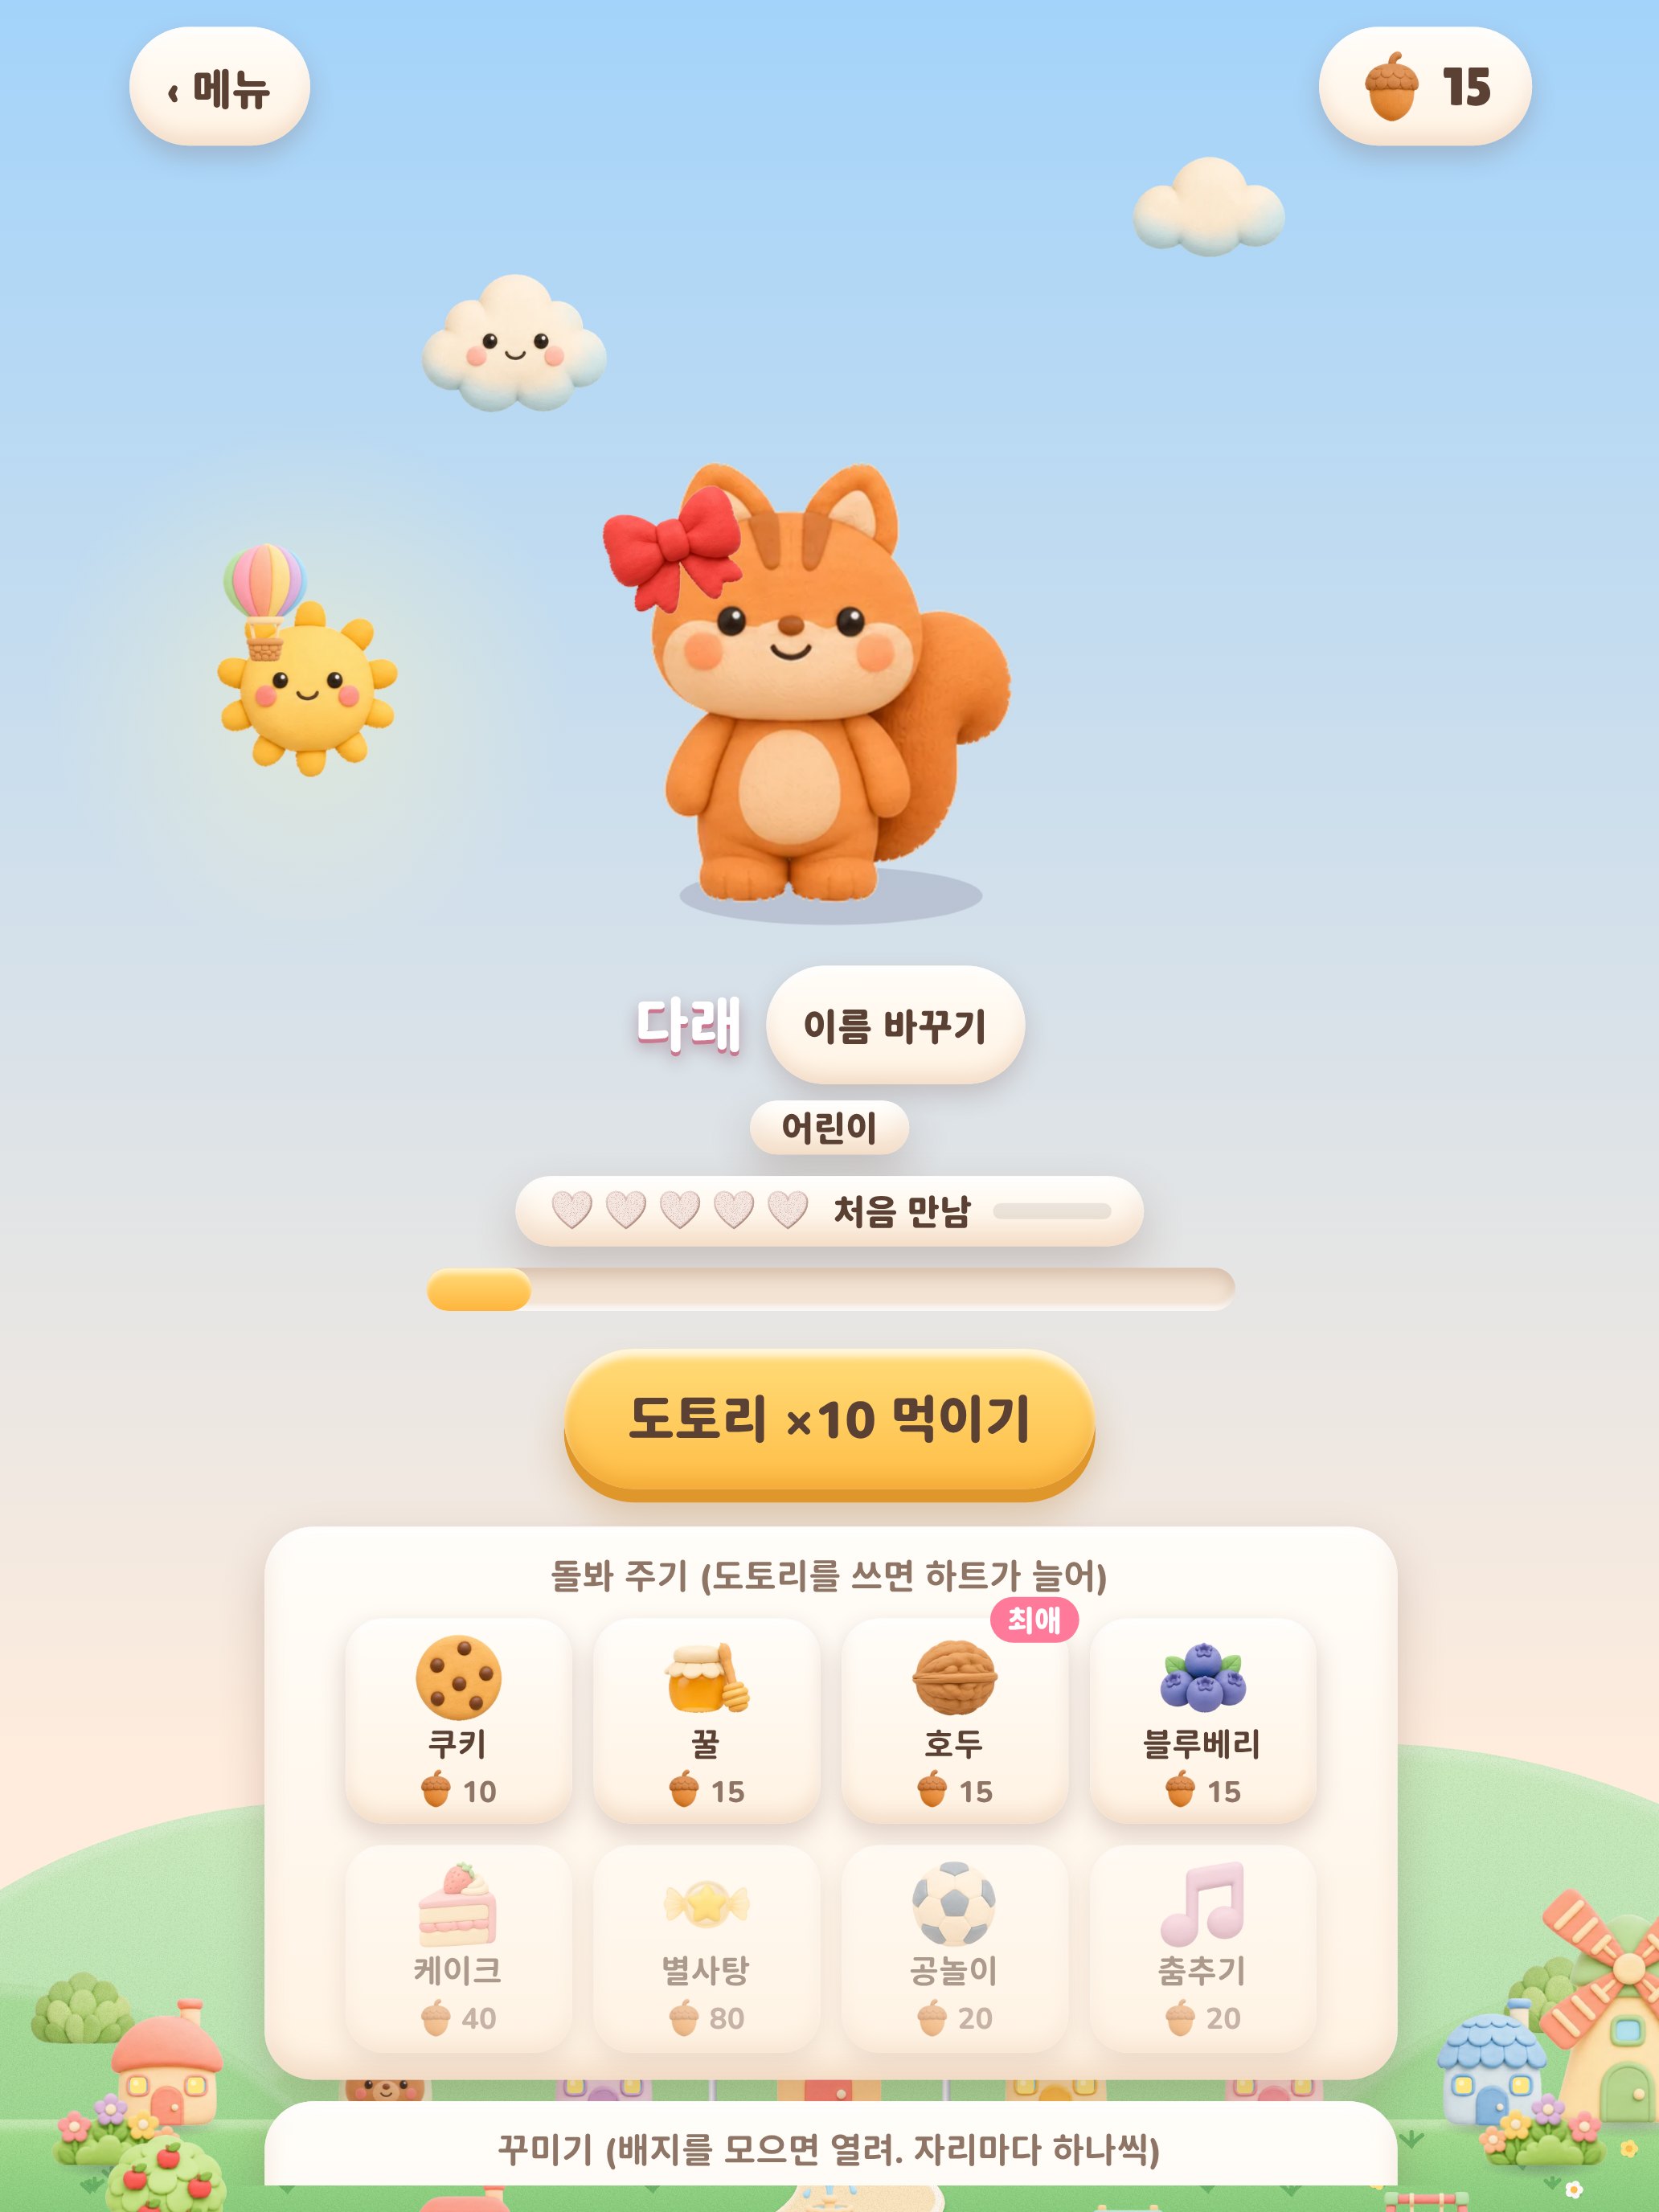 ‹ 메뉴
15
다래
이름 바꾸기
어린이
처음 만남
도토리 ×10 먹이기
돌봐 주기 (도토리를 쓰면 하트가 늘어)
최애
쿠키
꿀
호두
블루베리
10
15
15
15
케이크
별사탕
공놀이
춤추기
40
80
20
20
꾸미기 (배지를 모으면 열려. 자리마다 하나씩)